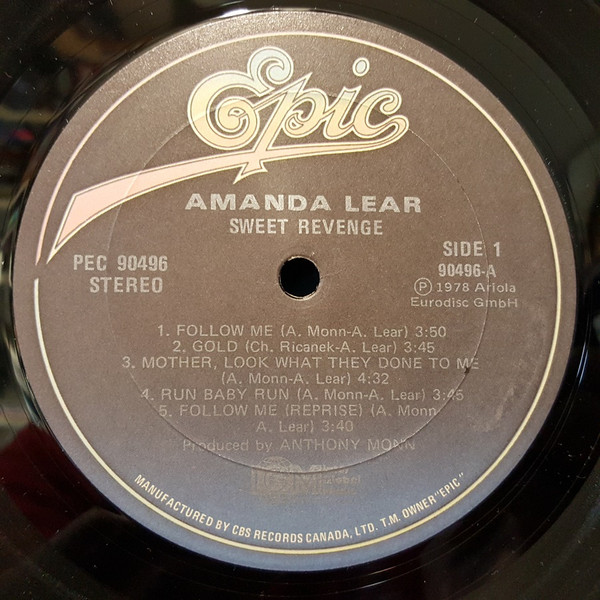 Epic
AMANDA LEAR
SWEET REVENGE
PEC 90496
STEREO
SIDE 1
90496-A
Ⓟ 1978 Ariola
Eurodisc GmbH
1. FOLLOW ME (A. Monn-A. Lear) 3:50
2. GOLD (Ch. Ricanek-A. Lear) 3:45
3. MOTHER, LOOK WHAT THEY DONE TO ME
(A. Monn-A. Lear) 4:32
4. RUN BABY RUN (A. Monn-A. Lear) 3:45
5. FOLLOW ME (REPRISE) (A. Monn
A. Lear) 3:40
Produced by ANTHONY MONN
MANUFACTURED BY CBS RECORDS CANADA, LTD. T.M. OWNER "EPIC"